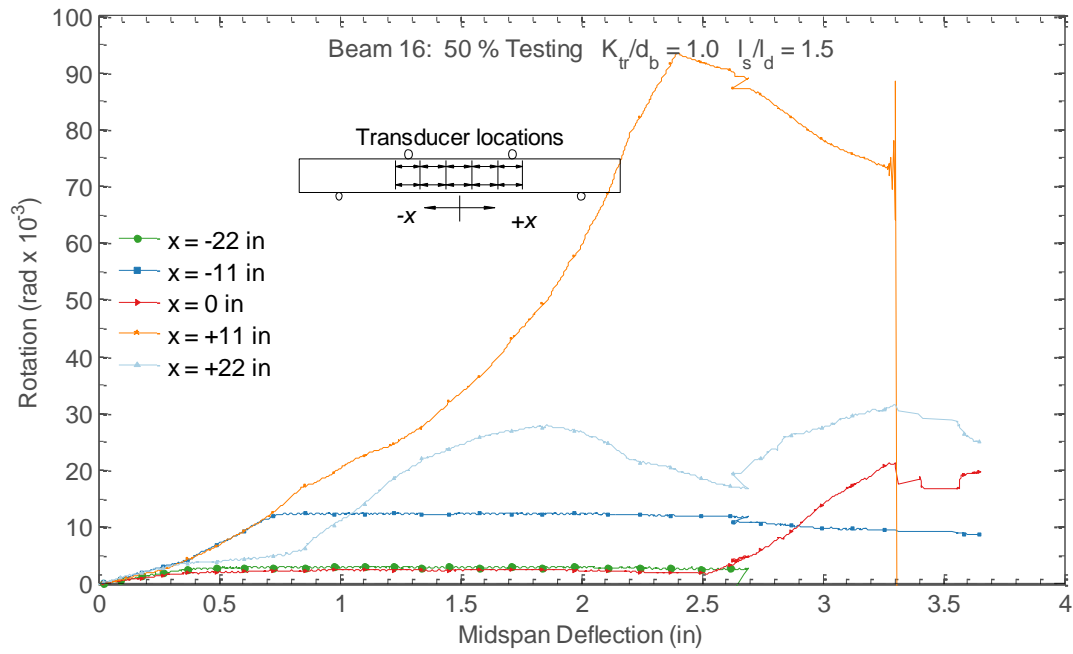 Beam 16: 50 % Testing K_tr/d_b = 1.0 l_s/l_d = 1.5
Transducer locations
-x +x
x = -22 in
x = -11 in
x = 0 in
x = +11 in
x = +22 in
Rotation (rad x 10^-3)
100
90
80
70
60
50
40
30
20
10
0
0 0.5 1 1.5 2 2.5 3 3.5 4
Midspan Deflection (in)